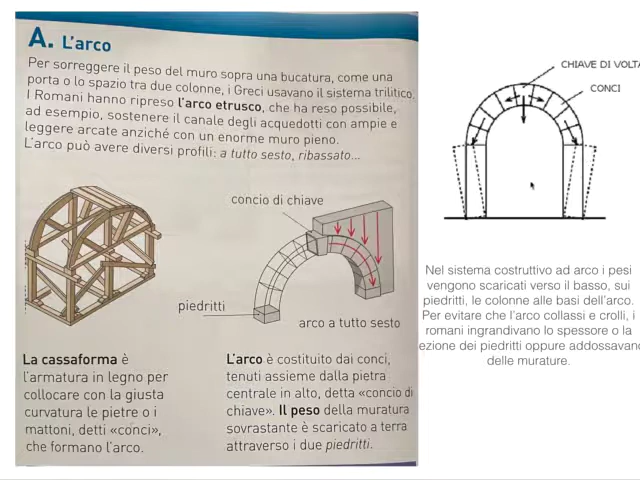 A. L'arco
Per sorreggere il peso del muro sopra una bucatura, come una
porta o lo spazio tra due colonne, i Greci usavano il sistema trilitico.
I Romani hanno ripreso l'arco etrusco, che ha reso possibile,
ad esempio, sostenere il canale degli acquedotti con ampie e
leggere arcate anziché con un enorme muro pieno.
L'arco può avere diversi profili: a tutto sesto, ribassato...
concio di chiave
piedritti
arco a tutto sesto
La cassaforma è
l'armatura in legno per
collocare con la giusta
curvatura le pietre o i
mattoni, detti «conci»,
che formano l'arco.
L'arco è costituito dai conci,
tenuti assieme dalla pietra
centrale in alto, detta «concio di
chiave». Il peso della muratura
sovrastante è scaricato a terra
attraverso i due piedritti.
CHIAVE DI VOLTA
CONCI
Nel sistema costruttivo ad arco i pesi
vengono scaricati verso il basso, sui
piedritti, le colonne alle basi dell'arco.
Per evitare che l'arco collassi e crolli, i
romani ingrandivano lo spessore o la
ezione dei piedritti oppure addossavano
delle murature.